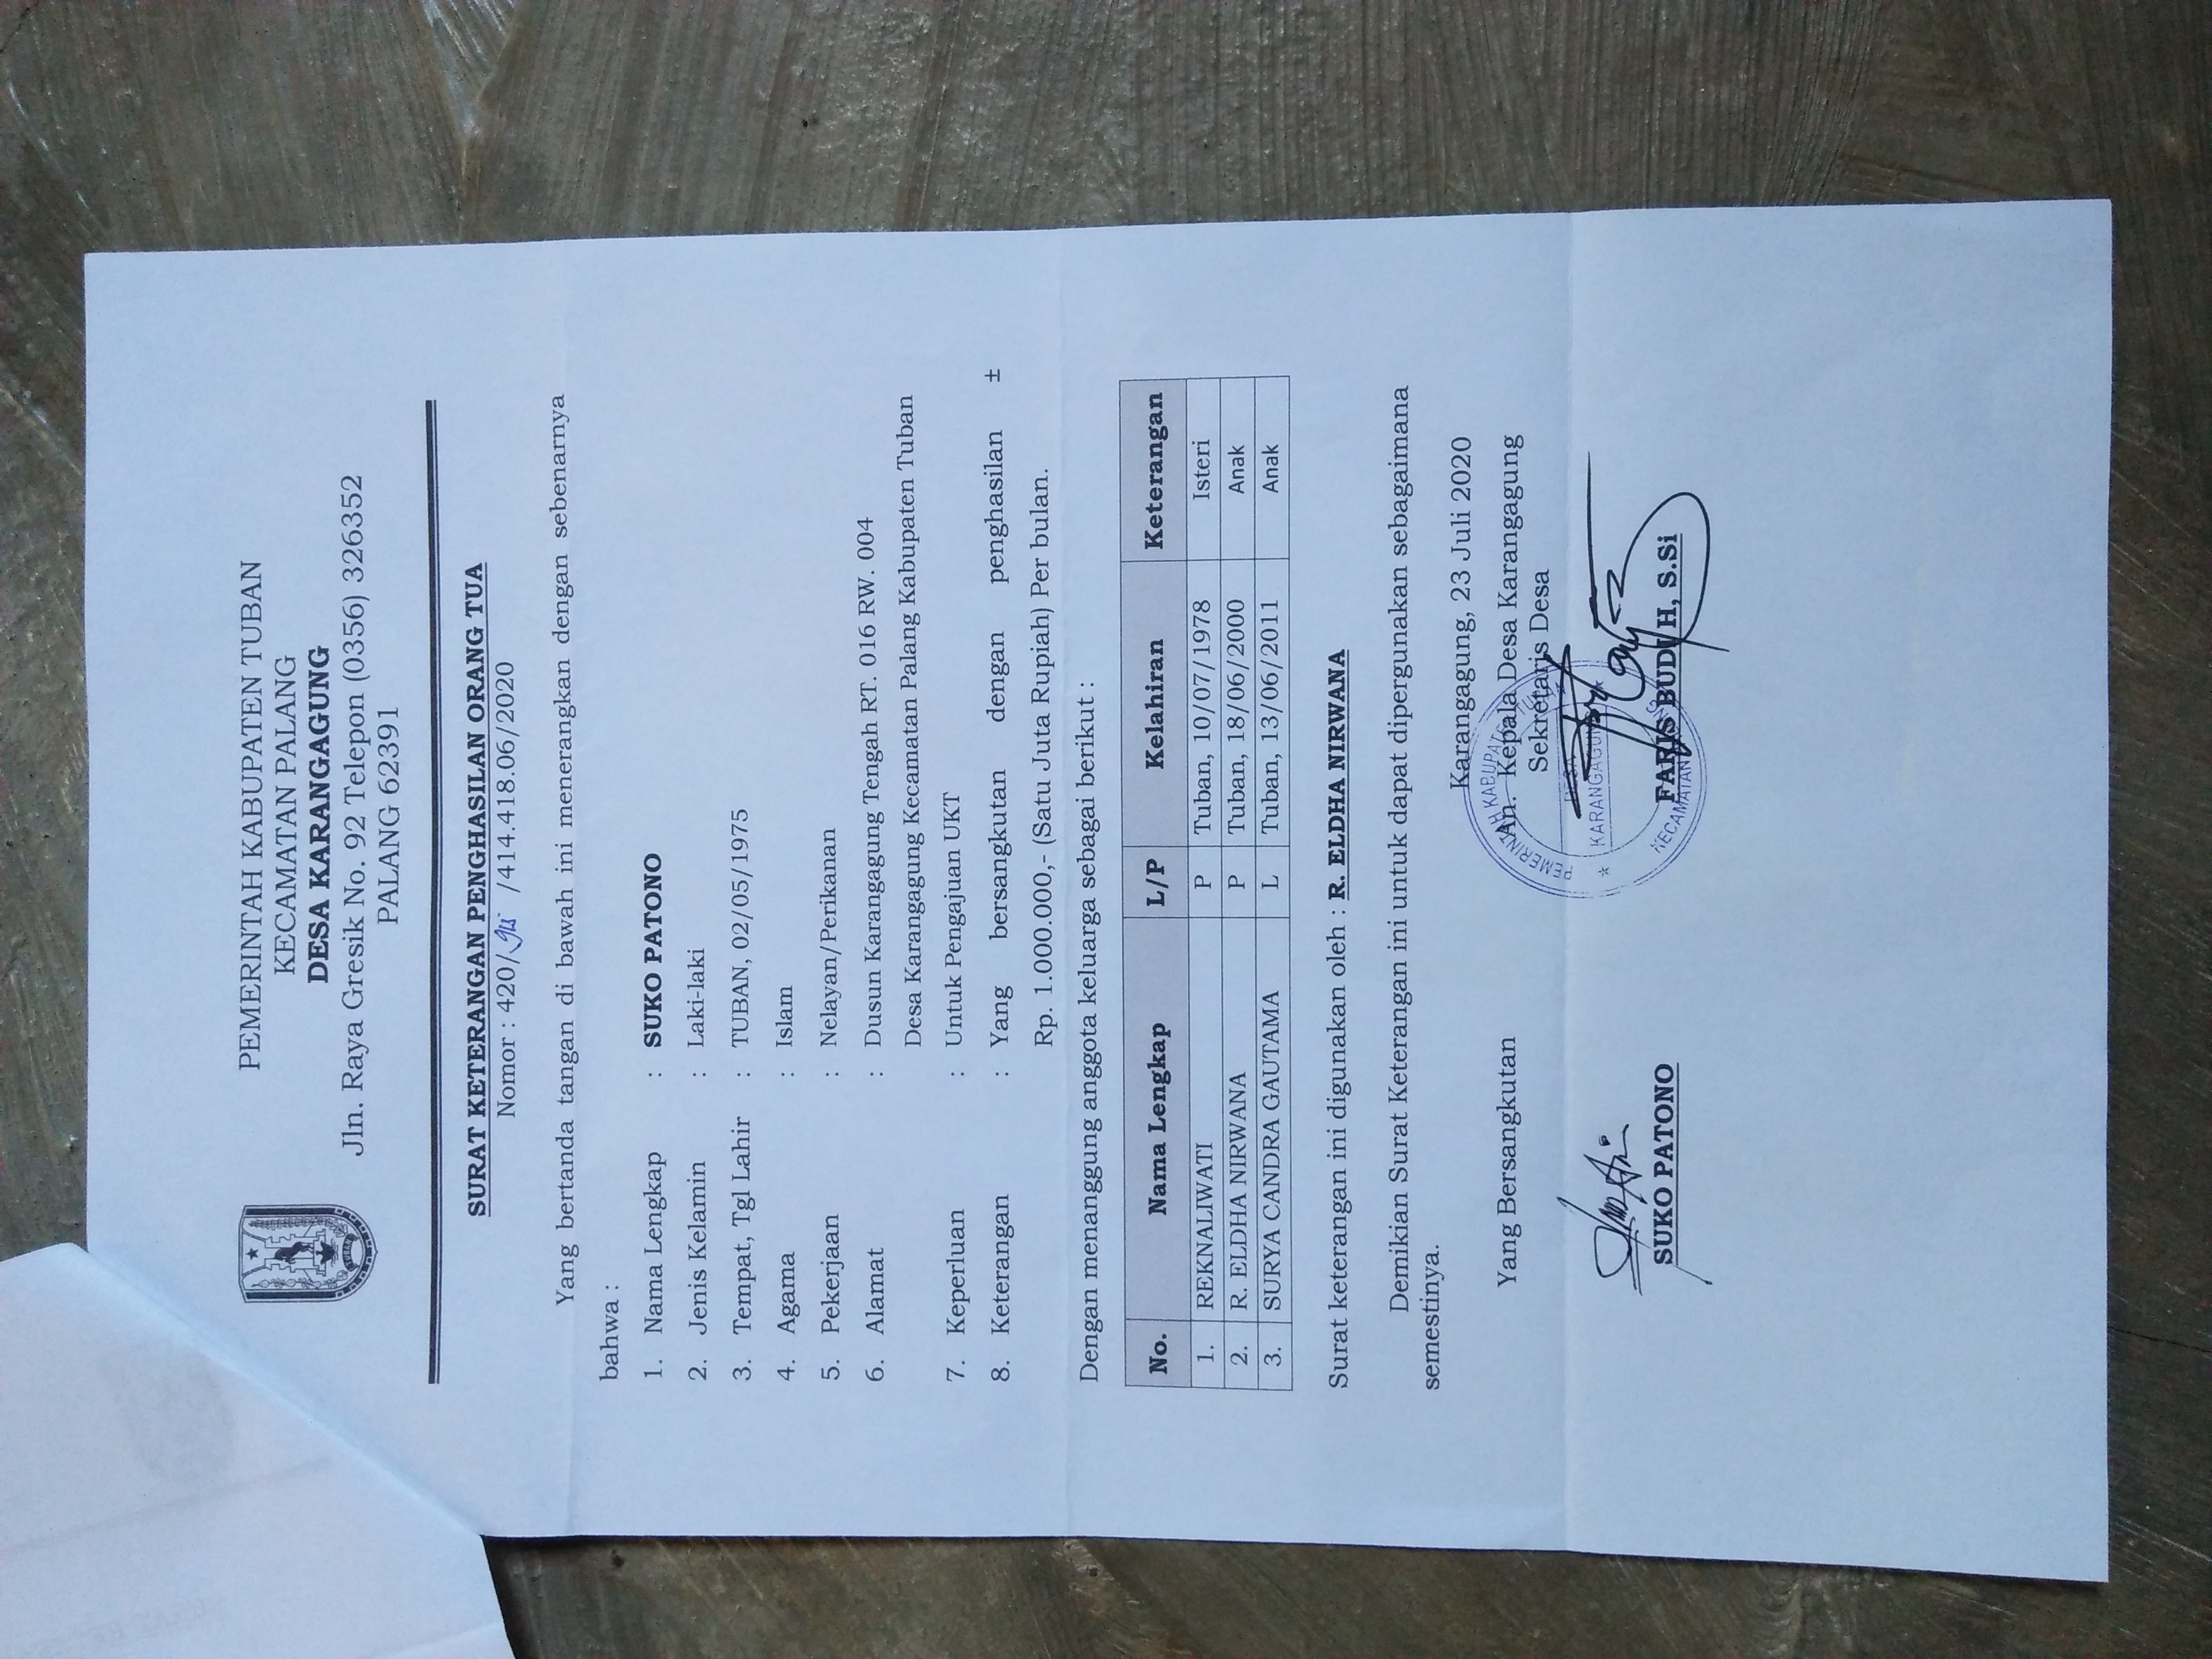 PEMERINTAH KABUPATEN TUBAN
KECAMATAN PALANG
DESA KARANGAGUNG
Jln. Raya Gresik No. 92 Telepon (0356) 3263352
PALANG 62391
SURAT KETERANGAN PENGHASILAN ORANG TUA
Nomor : 420/ /414.418.06/2020
Yang bertanda tangan di bawah ini menerangkan dengan sebenarnya
bahwa :
1. Nama Lengkap : SUKO PATONO
2. Jenis Kelamin : Laki-laki
3. Tempat, Tgl Lahir : TUBAN, 02/05/1975
4. Agama : Islam
5. Pekerjaan : Nelayan/Perikanan
6. Alamat : Dusun Karangagung Tengah RT. 016 RW. 004
Desa Karangagung Kecamatan Palang Kabupaten Tuban
7. Keperluan : Untuk Pengajuan UKT
8. Keterangan : Yang bersangkutan dengan penghasilan ±
Rp. 1.000.000,- (Satu Juta Rupiah) Per bulan.
Dengan menanggung anggota keluarga sebagai berikut :
No. Nama Lengkap L/P Kelahiran Keterangan
1. REKNALIWATI P Tuban, 10/07/1978 Isteri
2. R. ELDHA NIRWANA P Tuban, 18/06/2000 Anak
3. SURYA CANDRA GAUTAMA L Tuban, 13/06/2011 Anak
Surat keterangan ini digunakan oleh : R. ELDHA NIRWANA
Demikian Surat Keterangan ini untuk dapat dipergunakan sebagaimana
semestinya.
Karangagung, 23 Juli 2020
Yang Bersangkutan An. Kepala Desa Karangagung
Sekretaris Desa
PEMERINTAH KABUPATEN
KARANGAGUNG
KECAMATAN
SUKO PATONO FARIS BUDI H, S.Si